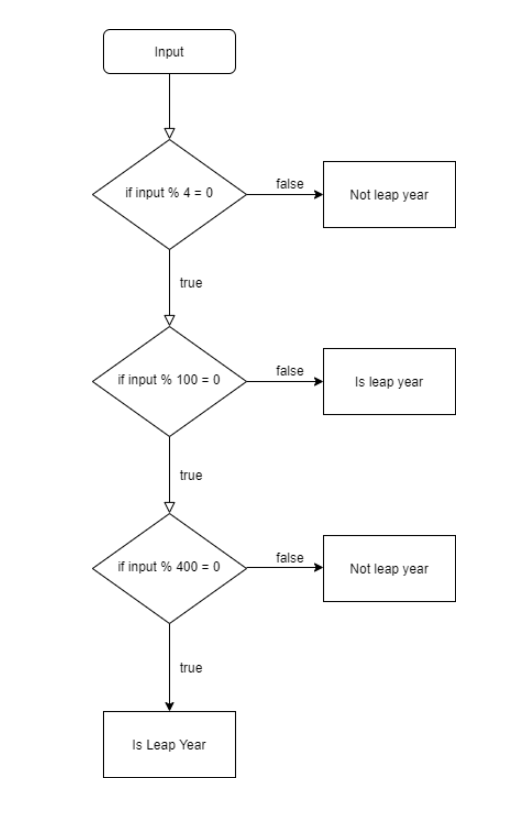 Input
if input % 4 = 0
false
Not leap year
true
if input % 100 = 0
false
Is leap year
true
if input % 400 = 0
false
Not leap year
true
Is Leap Year